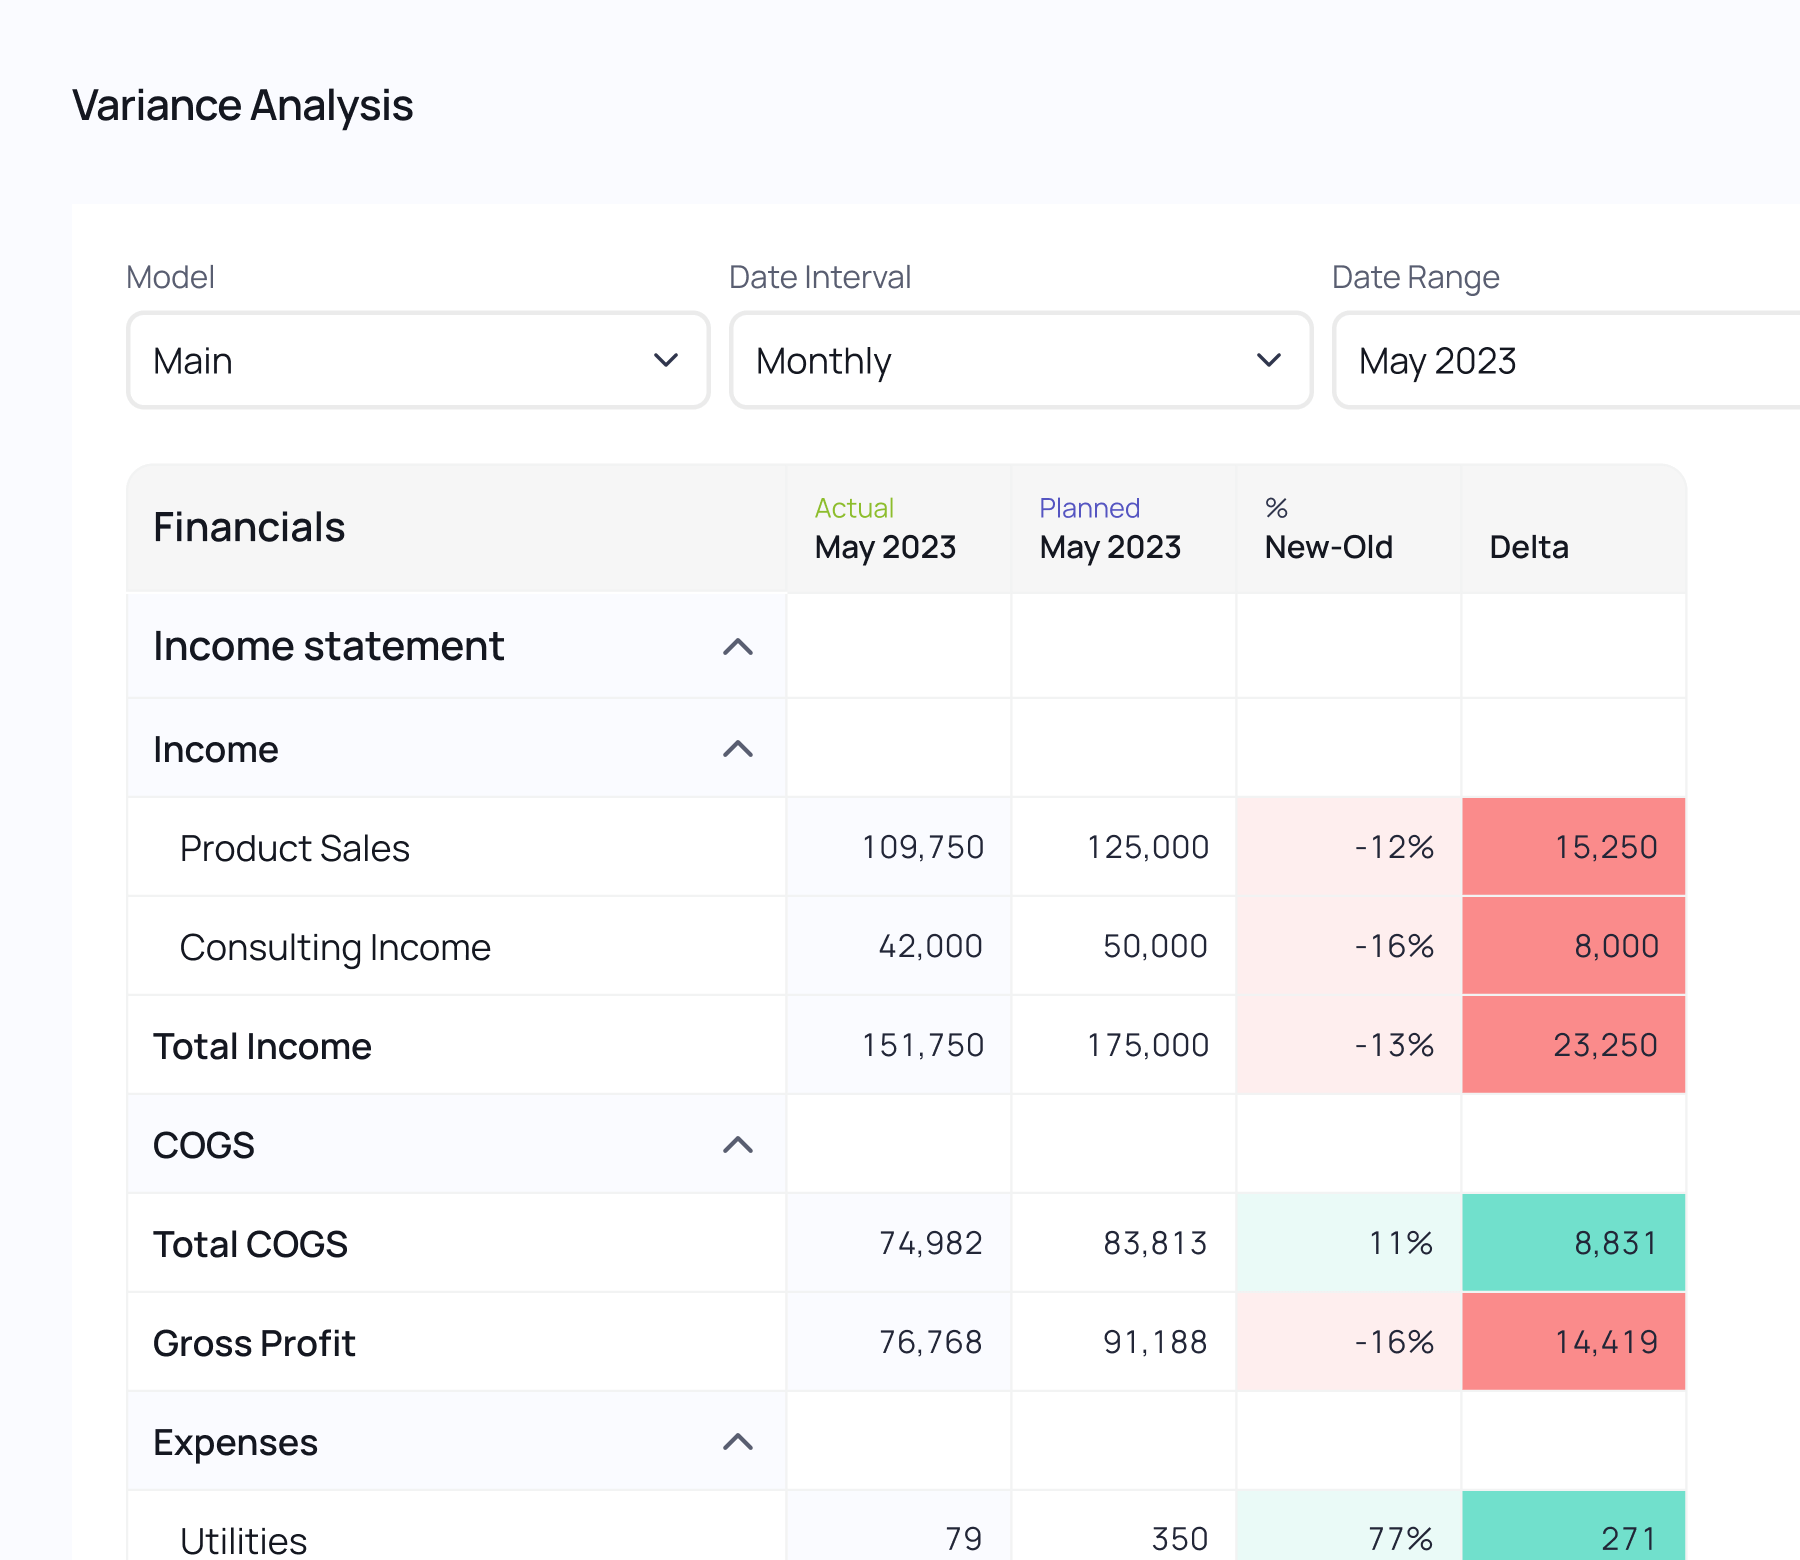 Variance Analysis
Model Date Interval Date Range
Main Monthly May 2023
Financials Actual May 2023 Planned May 2023 % New-Old Delta
Income statement
Income
Product Sales 109,750 125,000 -12% 15,250
Consulting Income 42,000 50,000 -16% 8,000
Total Income 151,750 175,000 -13% 23,250
COGS
Total COGS 74,982 83,813 11% 8,831
Gross Profit 76,768 91,188 -16% 14,419
Expenses
Utilities 79 350 77% 271